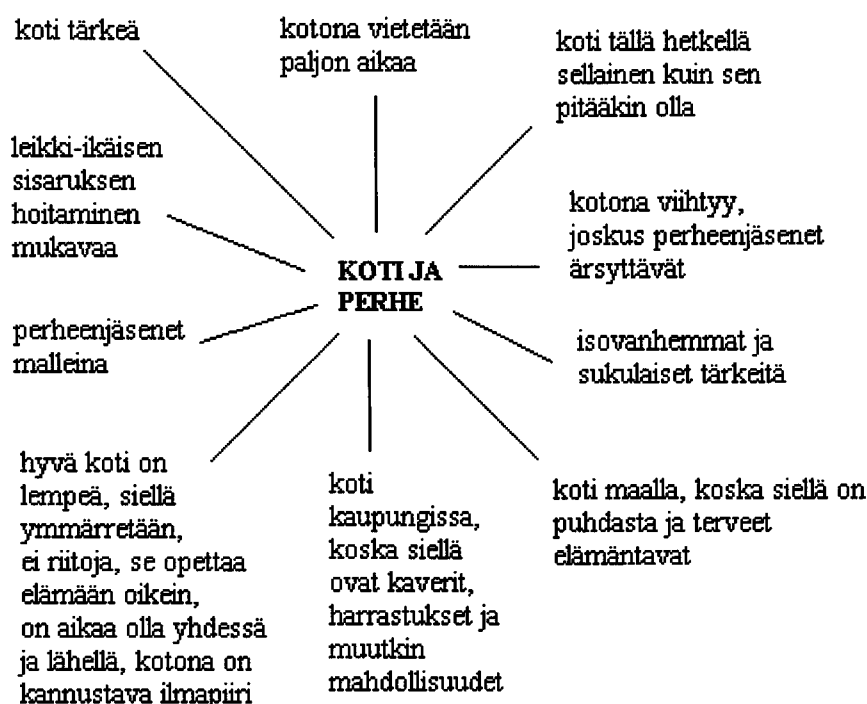 koti tärkeä
kotona vietetään
paljon aikaa
koti tällä hetkellä
sellainen kuin sen
pitääkin olla
leikki-ikäisen
sisaruksen
hoitaminen
mukavaa
kotona viihtyy,
joskus perheenjäsenet
ärsyttävät
KOTI JA
PERHE
perheenjäsenet
malleina
isovanhemmat ja
sukulaiset tärkeitä
hyvä koti on
lempeä, siellä
ymmärretään,
ei riitoja, se opettaa
elämään oikein,
on aikaa olla yhdessä
ja lähellä, kotona on
kannustava ilmapiiri
koti
kaupungissa,
koska siellä
ovat kaverit,
harrastukset ja
muutkin
mahdollisuudet
koti maalla, koska siellä on
puhdasta ja terveet
elämäntavat